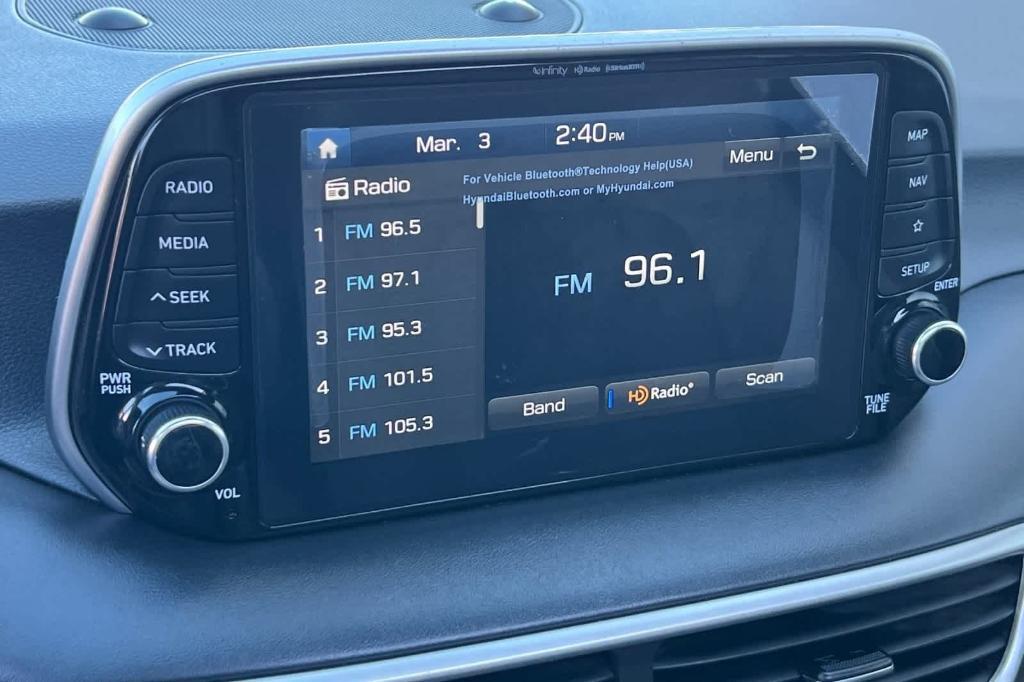 infinity HD Radio ((SiriusXM))
Mar. 3 2:40 PM
Radio
For Vehicle Bluetooth®Technology Help(USA)
HyundaiBluetooth.com or MyHyundai.com
Menu
1 FM 96.5
2 FM 97.1
3 FM 95.3
4 FM 101.5
5 FM 105.3
FM 96.1
Band
HD Radio®
Scan
RADIO
MEDIA
SEEK
TRACK
PWR
PUSH
VOL
MAP
NAV
SETUP
ENTER
TUNE
FILE